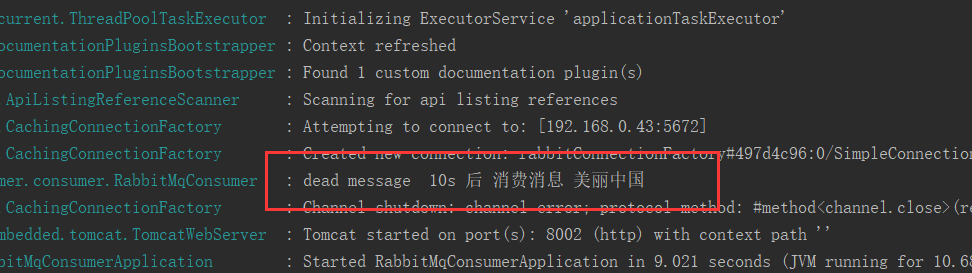 current.ThreadPoolTaskExecutor : Initializing ExecutorService 'applicationTaskExecutor'
ocumentationPluginsBootstrapper : Context refreshed
ocumentationPluginsBootstrapper : Found 1 custom documentation plugin(s)
.ApiListingReferenceScanner : Scanning for api listing references
.CachingConnectionFactory : Attempting to connect to: [192.168.0.43:5672]
.CachingConnectionFactory : Created new connection: rabbitConnectionFactory#497d4c96:0/SimpleConnection
mer.consumer.RabbitMqConsumer : dead message  10s 后 消费消息 美丽中国
.CachingConnectionFactory : Channel shutdown: channel error; protocol method: #method<channel.close>(re
mbedded.tomcat.TomcatWebServer : Tomcat started on port(s): 8002 (http) with context path ''
bitMqConsumerApplication : Started RabbitMqConsumerApplication in 9.021 seconds (JVM running for 10.68